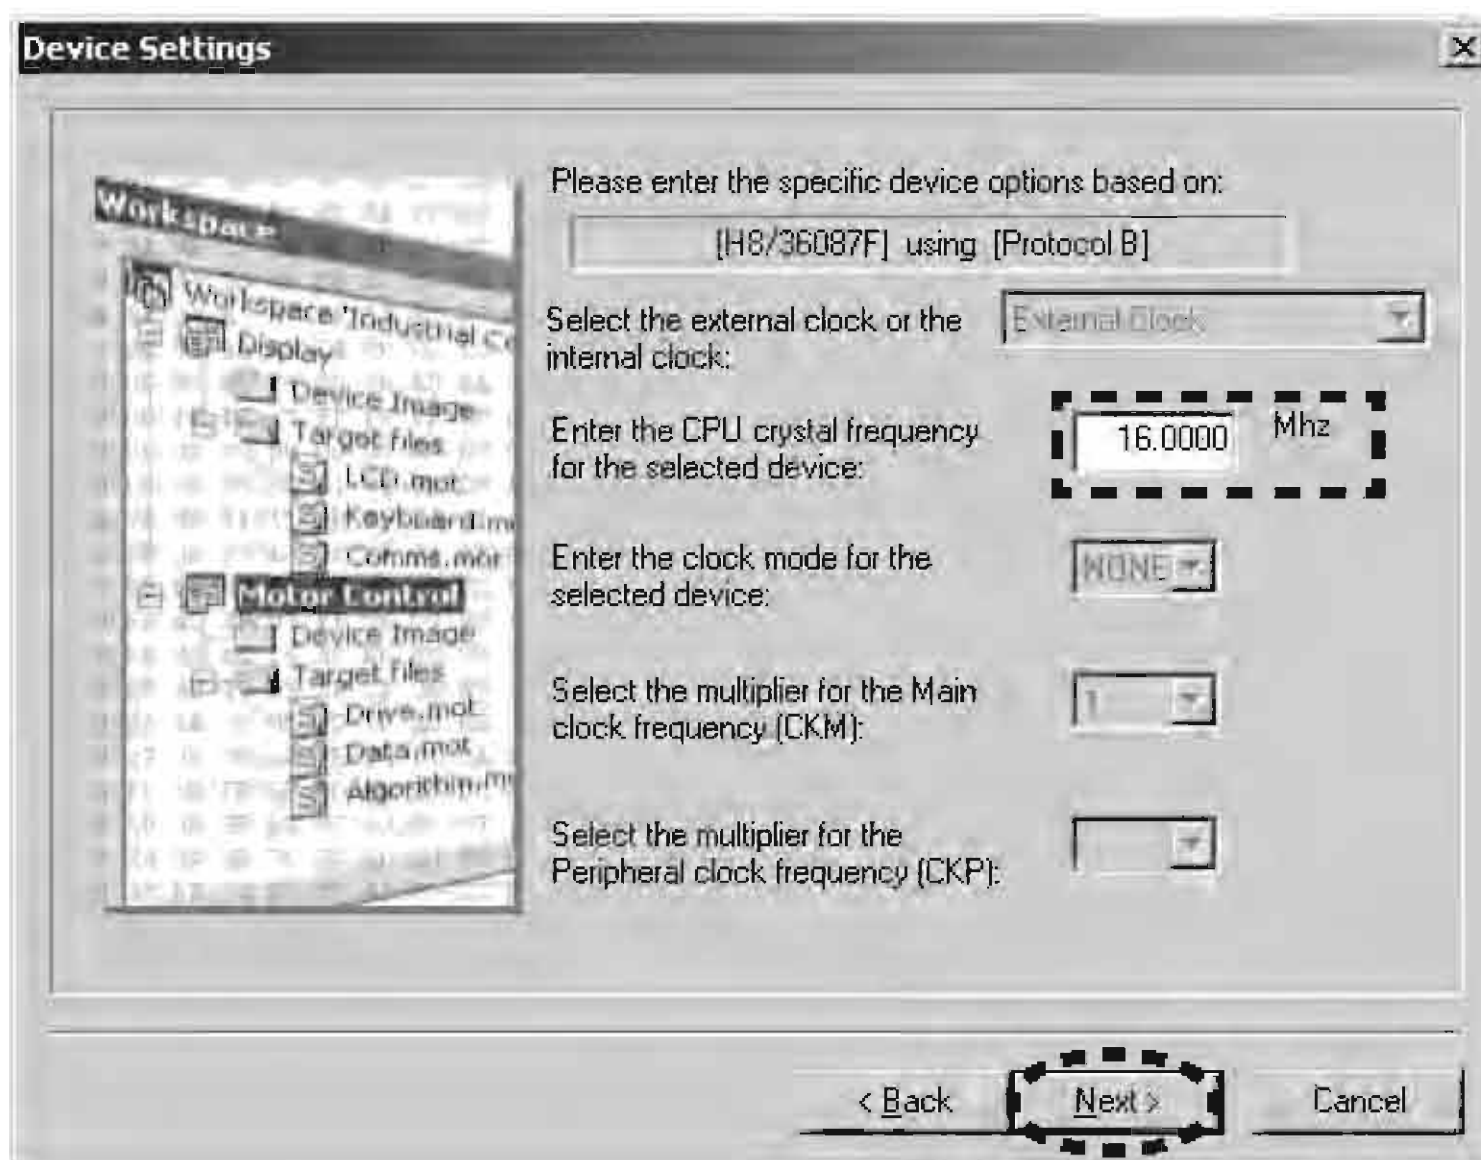 Device Settings
Workspace
Workspace 'Industrial Co
Display
Device Image
Target files
LCD.mot
Keyboard.mo
Comms.mot
Motor Control
Device Image
Target files
Drive.mot
Data.mot
Algorithm.mo
Please enter the specific device options based on:
[H8/36087F] using [Protocol B]
Select the external clock or the
internal clock:
External Clock
Enter the CPU crystal frequency
for the selected device:
16.0000 Mhz
Enter the clock mode for the
selected device:
NONE
Select the multiplier for the Main
clock frequency (CKM):
1
Select the multiplier for the
Peripheral clock frequency (CKP):
< Back
Next >
Cancel